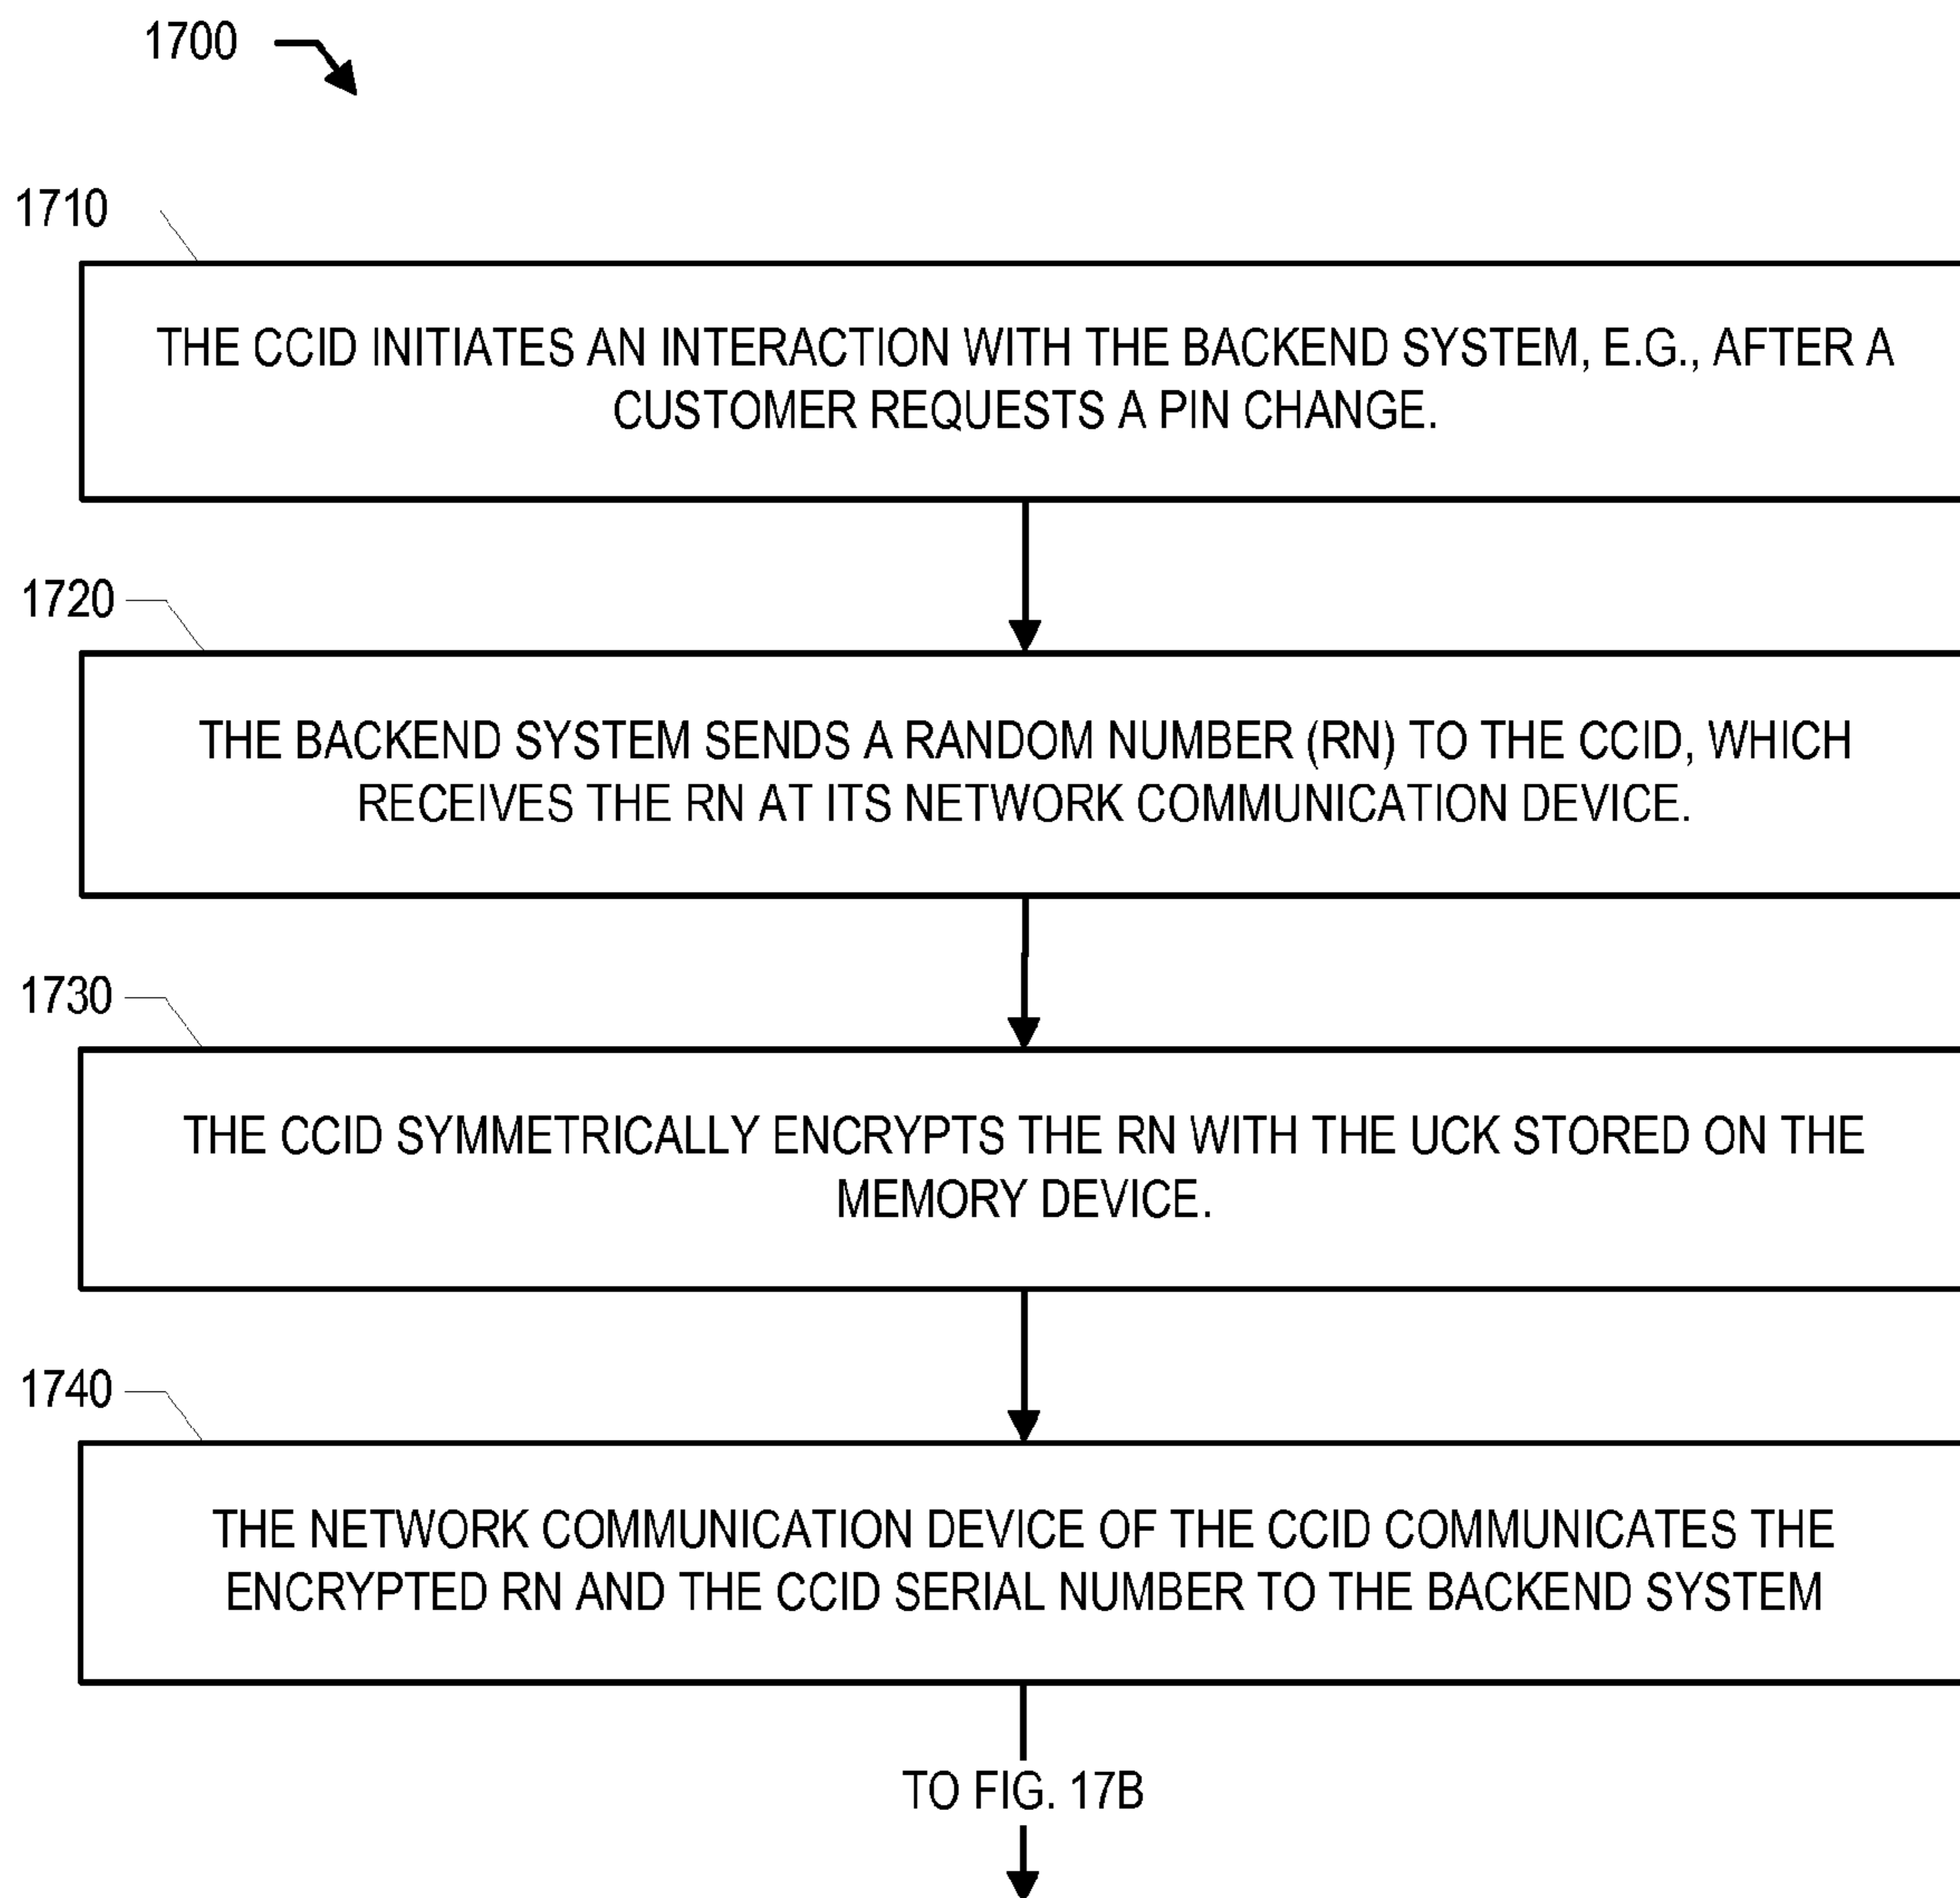 1700
1710
THE CCID INITIATES AN INTERACTION WITH THE BACKEND SYSTEM, E.G., AFTER A
CUSTOMER REQUESTS A PIN CHANGE.
1720
THE BACKEND SYSTEM SENDS A RANDOM NUMBER (RN) TO THE CCID, WHICH
RECEIVES THE RN AT ITS NETWORK COMMUNICATION DEVICE.
1730
THE CCID SYMMETRICALLY ENCRYPTS THE RN WITH THE UCK STORED ON THE
MEMORY DEVICE.
1740
THE NETWORK COMMUNICATION DEVICE OF THE CCID COMMUNICATES THE
ENCRYPTED RN AND THE CCID SERIAL NUMBER TO THE BACKEND SYSTEM
TO FIG. 17B